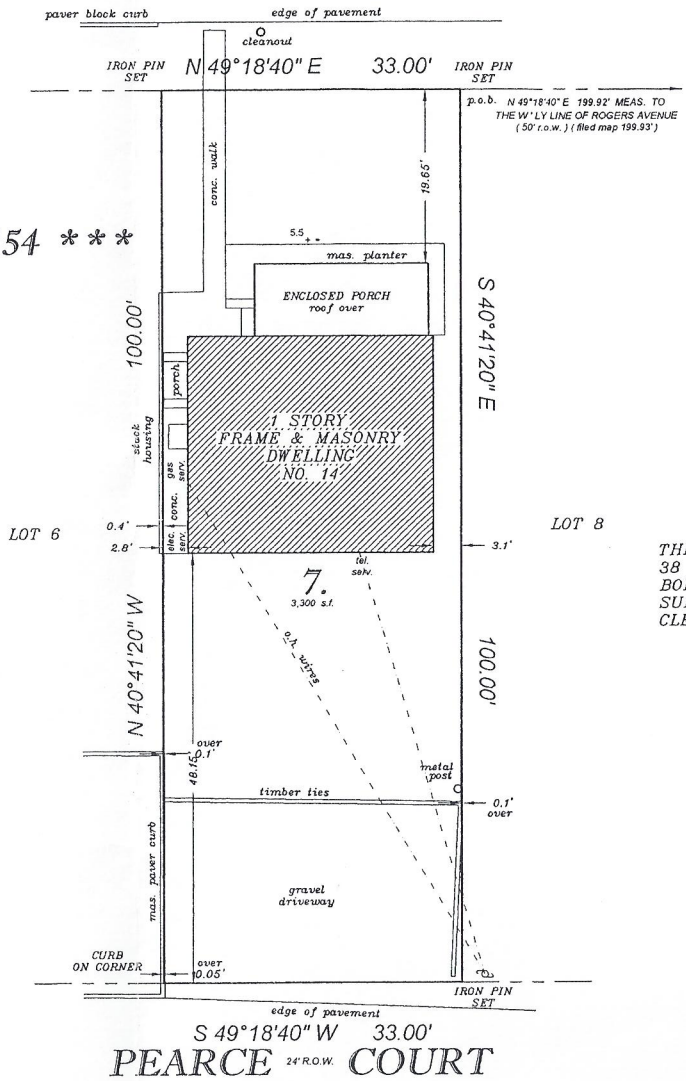 paver block curb
edge of pavement
cleanout
IRON PIN
SET
N 49°18'40" E 33.00'
IRON PIN
SET
p.o.b. N 49°18'40" E 199.92' MEAS. TO
THE W'LY LINE OF ROGERS AVENUE
( 50' r.o.w. ) ( filed map 199.93' )
conc. walk
19.65'
54 ***
5.5
+ -
mas. planter
ENCLOSED PORCH
roof over
100.00'
S 40°41'20" E
porch
stuck
housing
1 STORY
FRAME & MASONRY
DWELLING
NO. 14
gas
serv.
conc.
elec.
serv.
LOT 6
0.4'
2.8'
LOT 8
3.1'
38
tel.
serv.
7.
3,300 s.f.
N 40°41'20" W
o.h. wires
100.00'
over
0.1'
48.15'
metal
post
timber ties
0.1'
over
mas. paver curb
gravel
driveway
CURB
ON CORNER
over
0.05'
IRON PIN
SET
edge of pavement
S 49°18'40" W 33.00'
PEARCE 24' R.O.W. COURT